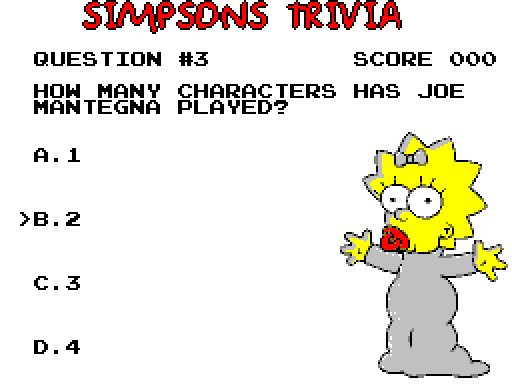 SIMPSONS TRIVIA
QUESTION #3 SCORE 000
HOW MANY CHARACTERS HAS JOE
MANTEGNA PLAYED?
A.1
>B.2
C.3
D.4